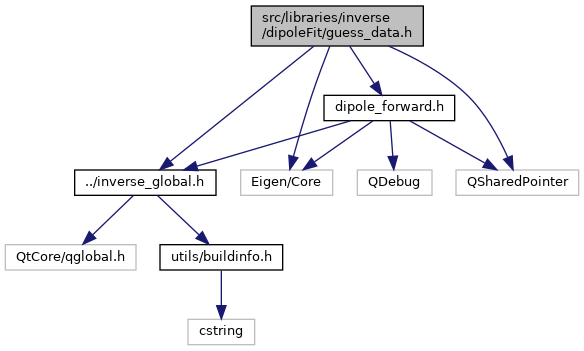 src/libraries/inverse
/dipoleFit/guess_data.h
dipole_forward.h
../inverse_global.h
Eigen/Core
QDebug
QSharedPointer
QtCore/qglobal.h
utils/buildinfo.h
cstring